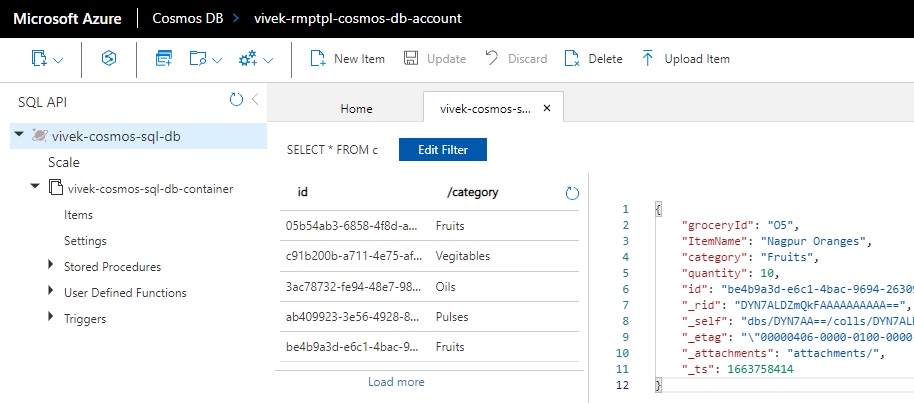 Microsoft Azure Cosmos DB > vivek-rmptpl-cosmos-db-account
New Item Update Discard Delete Upload Item
SQL API
vivek-cosmos-sql-db
Scale
vivek-cosmos-sql-db-container
Items
Settings
Stored Procedures
User Defined Functions
Triggers
Home vivek-cosmos-s... ×
SELECT * FROM c Edit Filter
id /category
05b54ab3-6858-4f8d-a... Fruits
c91b200b-a711-4e75-af... Vegitables
3ac78732-fe94-48e7-98... Oils
ab409923-3e56-4928-8... Pulses
be4b9a3d-e6c1-4bac-9... Fruits
Load more
1 {
2 "groceryId": "O5",
3 "ItemName": "Nagpur Oranges",
4 "category": "Fruits",
5 "quantity": 10,
6 "id": "be4b9a3d-e6c1-4bac-9694-26309
7 "_rid": "DYN7ALDZmQkFAAAAAAAAAA==",
8 "_self": "dbs/DYN7AA==/colls/DYN7AL
9 "_etag": "\"00000406-0000-0100-0000
10 "_attachments": "attachments/",
11 "_ts": 1663758414
12 }